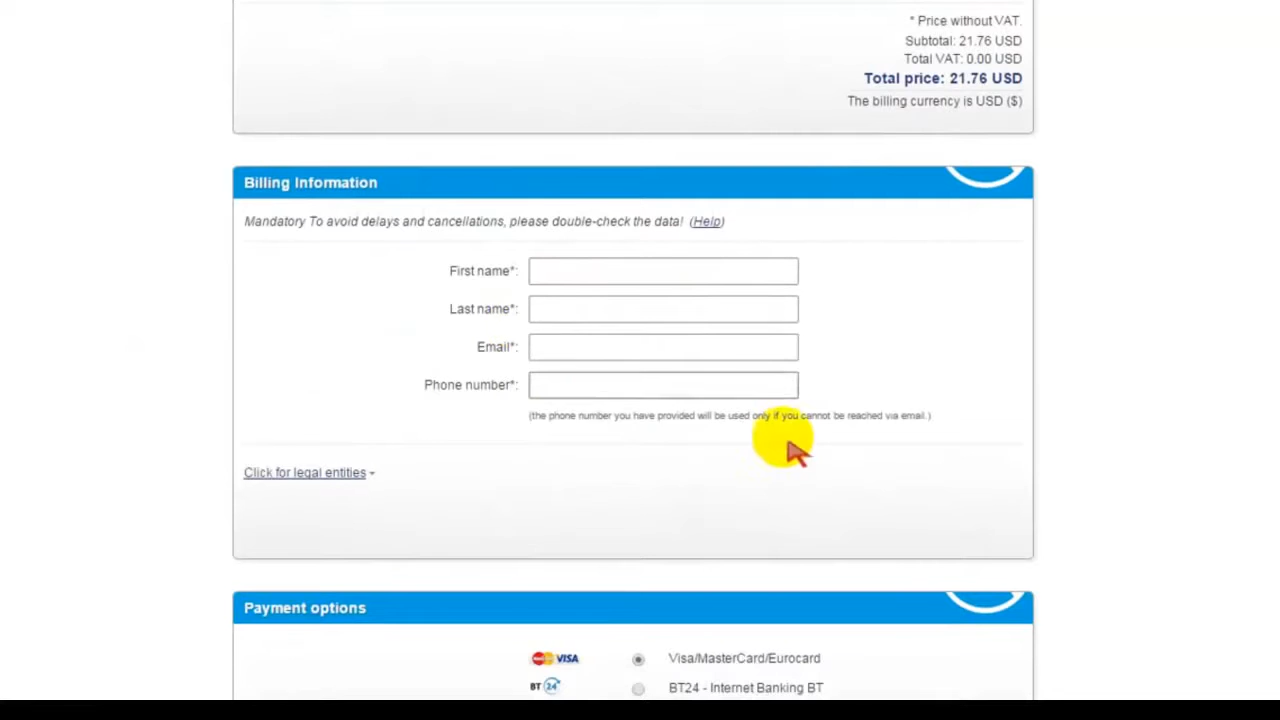 * Price without VAT.
Subtotal: 21.76 USD
Total VAT: 0.00 USD
Total price: 21.76 USD
The billing currency is USD ($)
Billing Information
Mandatory To avoid delays and cancellations, please double-check the data! (Help)
First name*:
Last name*:
Email*:
Phone number*:
(the phone number you have provided will be used only if you cannot be reached via email.)
Click for legal entities
Payment options
VISA Visa/MasterCard/Eurocard
BT 24 BT24 - Internet Banking BT